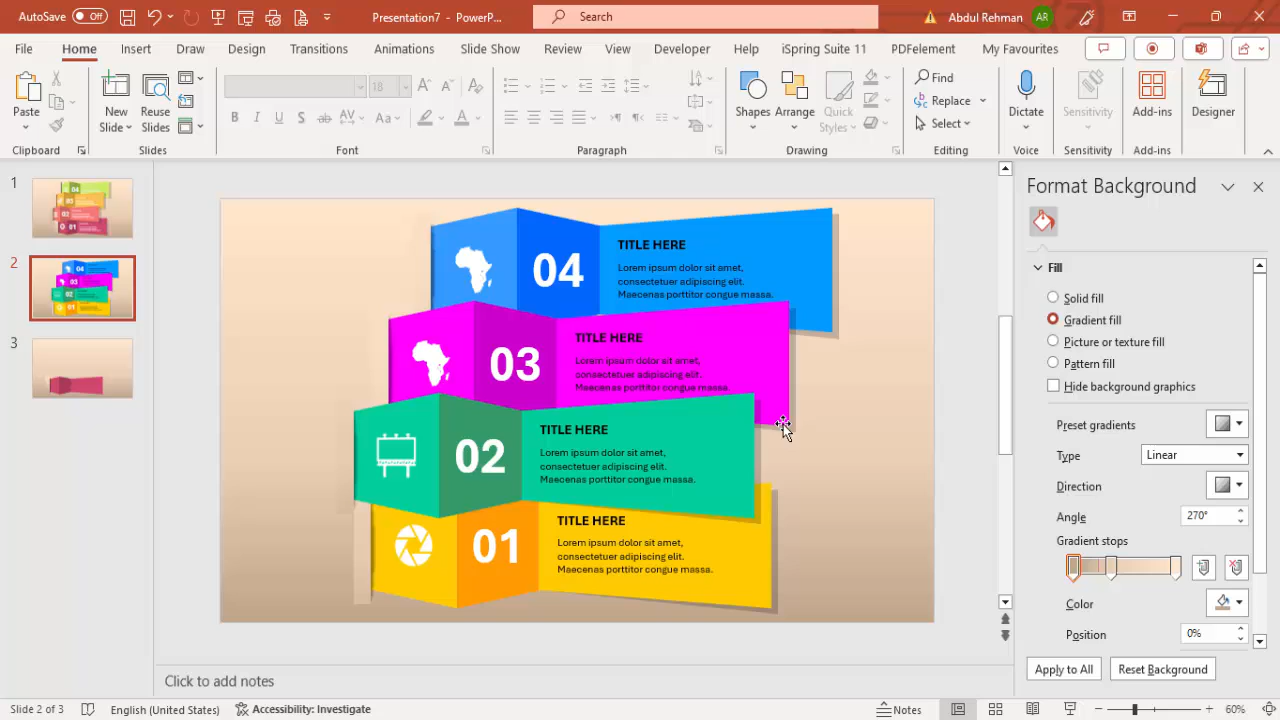 AutoSave Off Presentation7 - PowerP... Search Abdul Rehman AR
File Home Insert Draw Design Transitions Animations Slide Show Review View Developer Help iSpring Suite 11 PDFelement My Favourites
18
Paste New Slide Reuse Slides Shapes Arrange Quick Styles Find Replace Select Dictate Sensitivity Add-ins Designer
Clipboard Slides Font Paragraph Drawing Editing Voice Sensitivity Add-ins
1
2
3
04
TITLE HERE
Lorem ipsum dolor sit amet,
consectetuer adipiscing elit.
Maecenas porttitor congue massa.
03
TITLE HERE
Lorem ipsum dolor sit amet,
consectetuer adipiscing elit.
Maecenas porttitor congue massa.
02
TITLE HERE
Lorem ipsum dolor sit amet,
consectetuer adipiscing elit.
Maecenas porttitor congue massa.
01
TITLE HERE
Lorem ipsum dolor sit amet,
consectetuer adipiscing elit.
Maecenas porttitor congue massa.
Format Background
Fill
Solid fill
Gradient fill
Picture or texture fill
Pattern fill
Hide background graphics
Preset gradients
Type Linear
Direction
Angle 270°
Gradient stops
Color
Position 0%
Apply to All Reset Background
Click to add notes
Slide 2 of 3 English (United States) Accessibility: Investigate Notes 60%